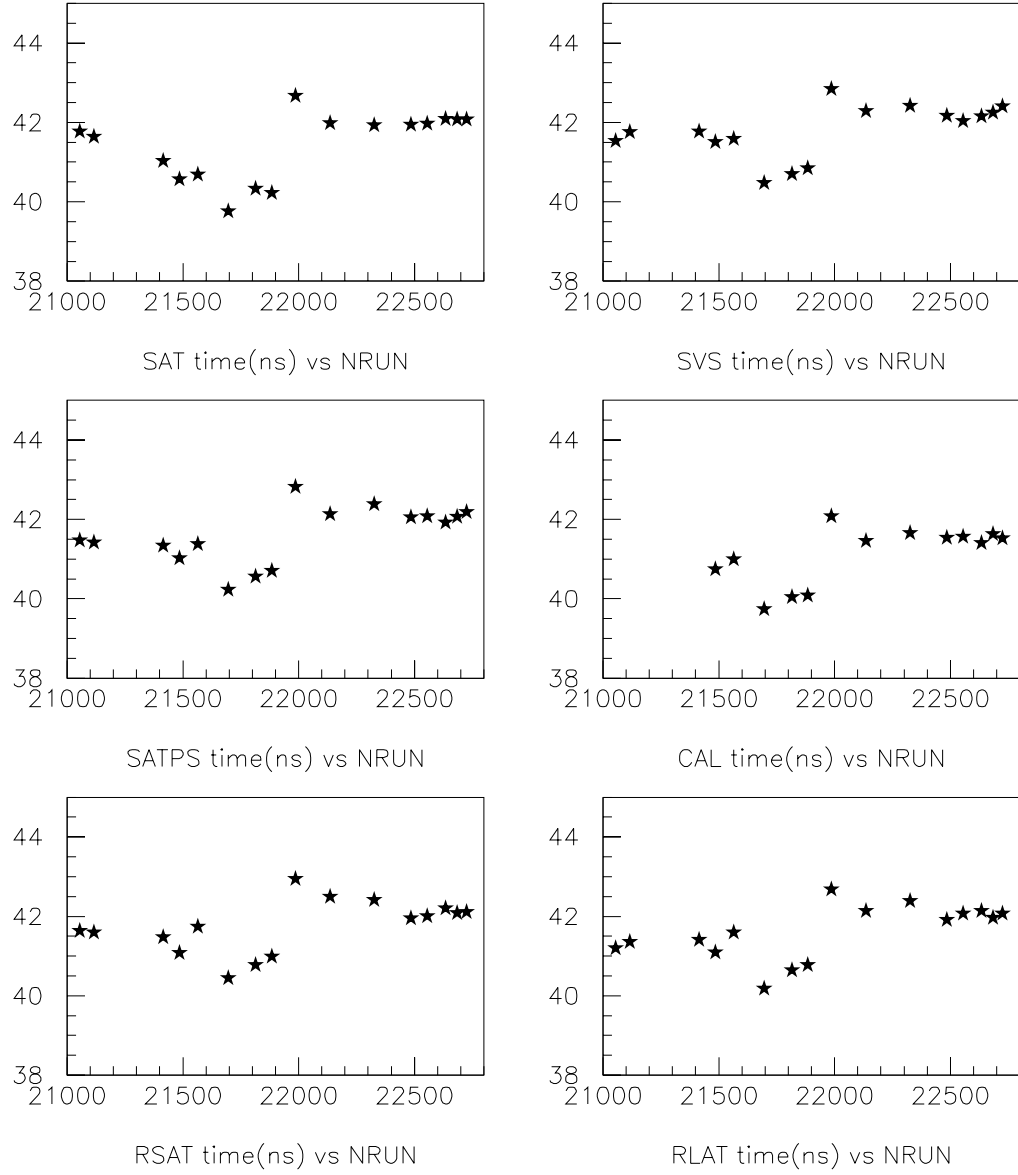 44
42
40
38
21000 21500 22000 22500
SAT time(ns) vs NRUN
44
42
40
38
21000 21500 22000 22500
SVS time(ns) vs NRUN
44
42
40
38
21000 21500 22000 22500
SATPS time(ns) vs NRUN
44
42
40
38
21000 21500 22000 22500
CAL time(ns) vs NRUN
44
42
40
38
21000 21500 22000 22500
RSAT time(ns) vs NRUN
44
42
40
38
21000 21500 22000 22500
RLAT time(ns) vs NRUN